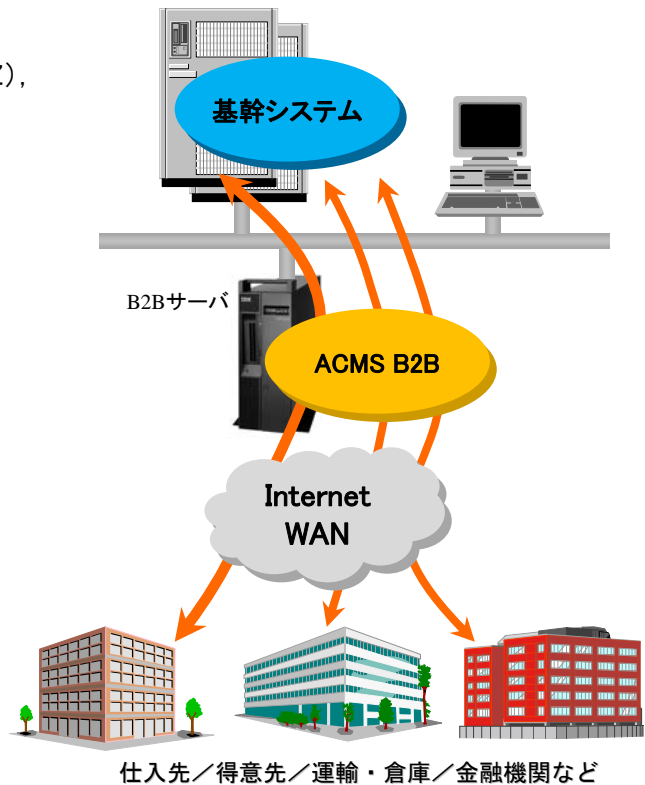 Z),
基幹システム
B2Bサーバ
ACMS B2B
Internet
WAN
仕入先／得意先／運輸・倉庫／金融機関など